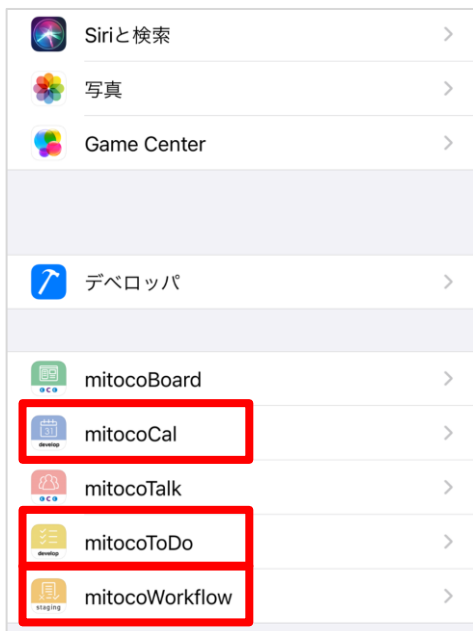 Siriと検索
写真
Game Center
デベロッパ
mitocoBoard
31
mitocoCal
develop
mitocoTalk
mitocoToDo
develop
mitocoWorkflow
staging